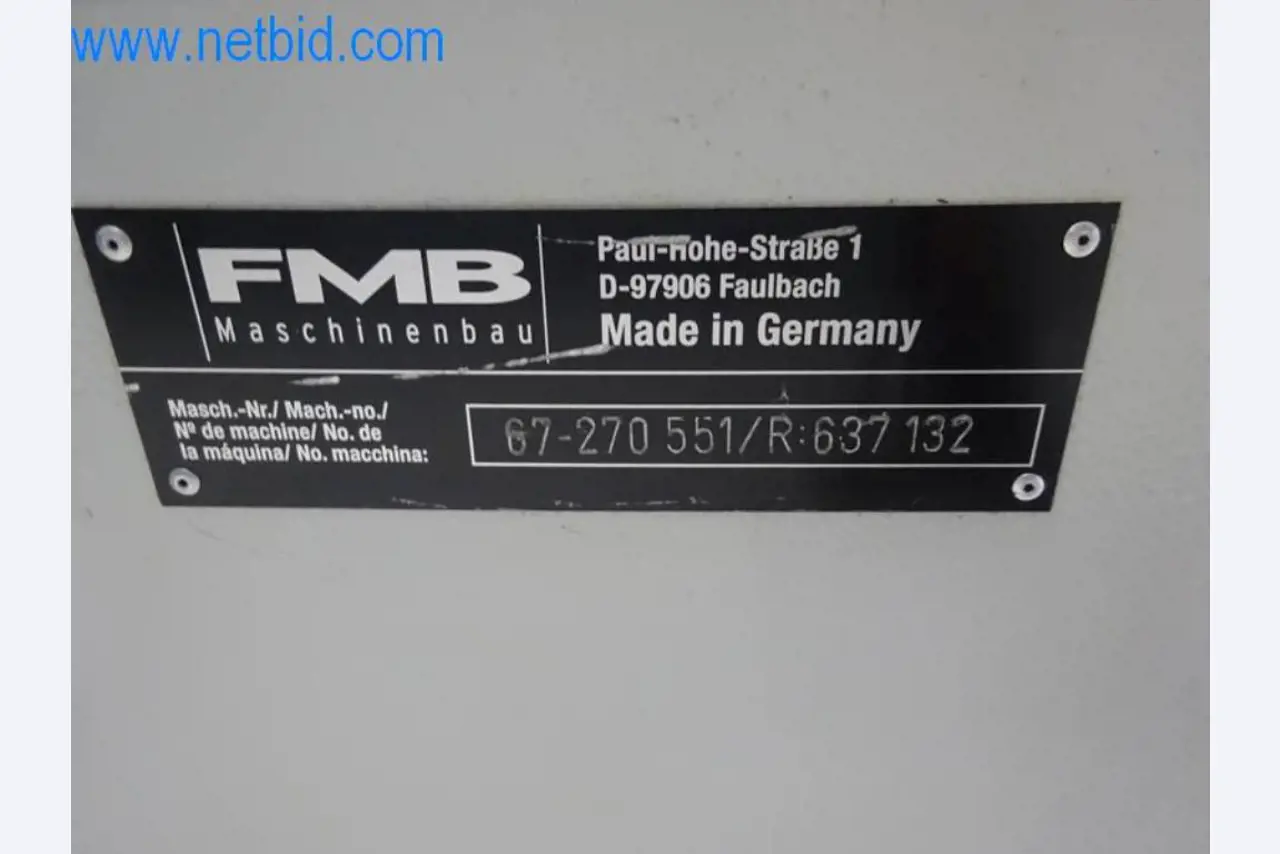 www.netbid.com
FMB
Maschinenbau
Paul-Hohe-Straße 1
D-97906 Faulbach
Made in Germany
Masch.-Nr./ Mach.-no./
Nº de machine/ No. de
la máquina/ No. macchina:
67-270 551/R:637 132